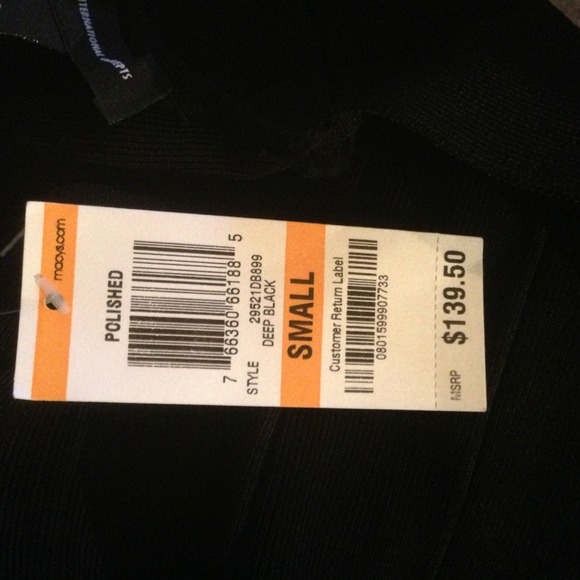 INTERNATIONAL
macys.com
POLISHED
7 66360 66188 5
STYLE 29521DB899
DEEP BLACK
SMALL
Customer Return Label
0801599907733
MSRP $139.50